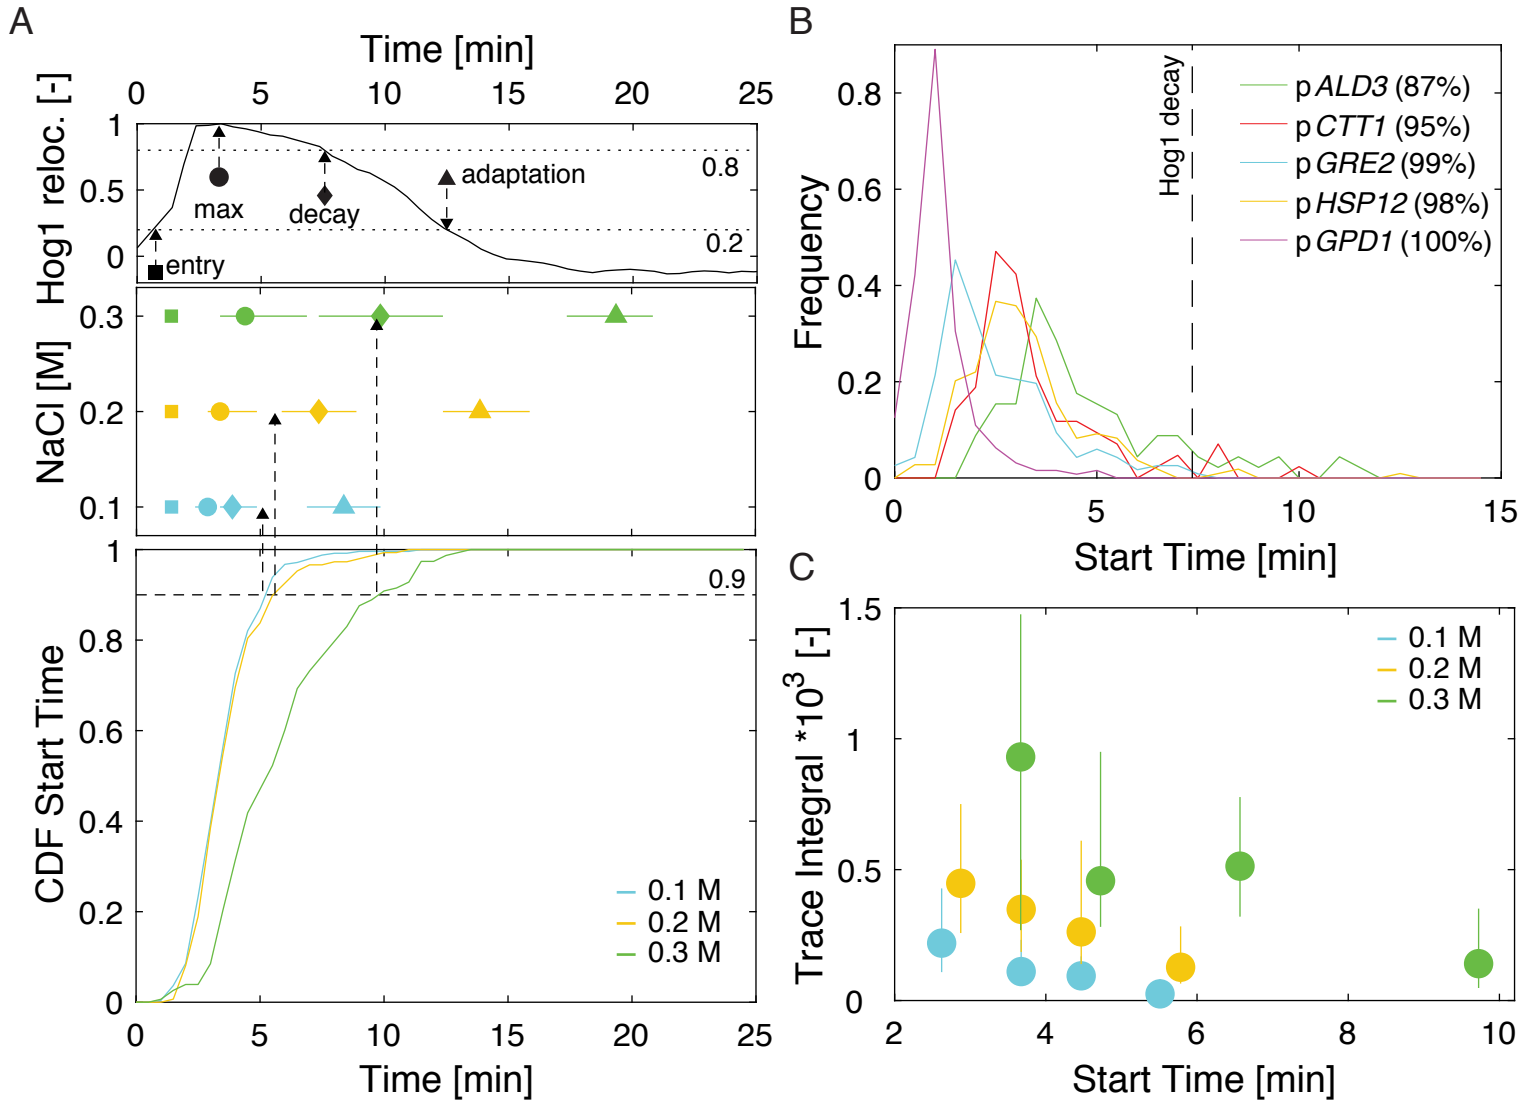 A
Time [min]
0 5 10 15 20 25
Hog1 reloc. [-]
1
0.5
0
0.8
0.2
max
decay
adaptation
entry
NaCl [M]
0.3
0.2
0.1
CDF Start Time
1
0.8
0.6
0.4
0.2
0
0.9
0.1 M
0.2 M
0.3 M
0 5 10 15 20 25
Time [min]
B
Frequency
0.8
0.6
0.4
0.2
0
Hog1 decay
pALD3 (87%)
pCTT1 (95%)
pGRE2 (99%)
pHSP12 (98%)
pGPD1 (100%)
0 5 10 15
Start Time [min]
C
Trace Integral *10³ [-]
1.5
1
0.5
0
0.1 M
0.2 M
0.3 M
2 4 6 8 10
Start Time [min]